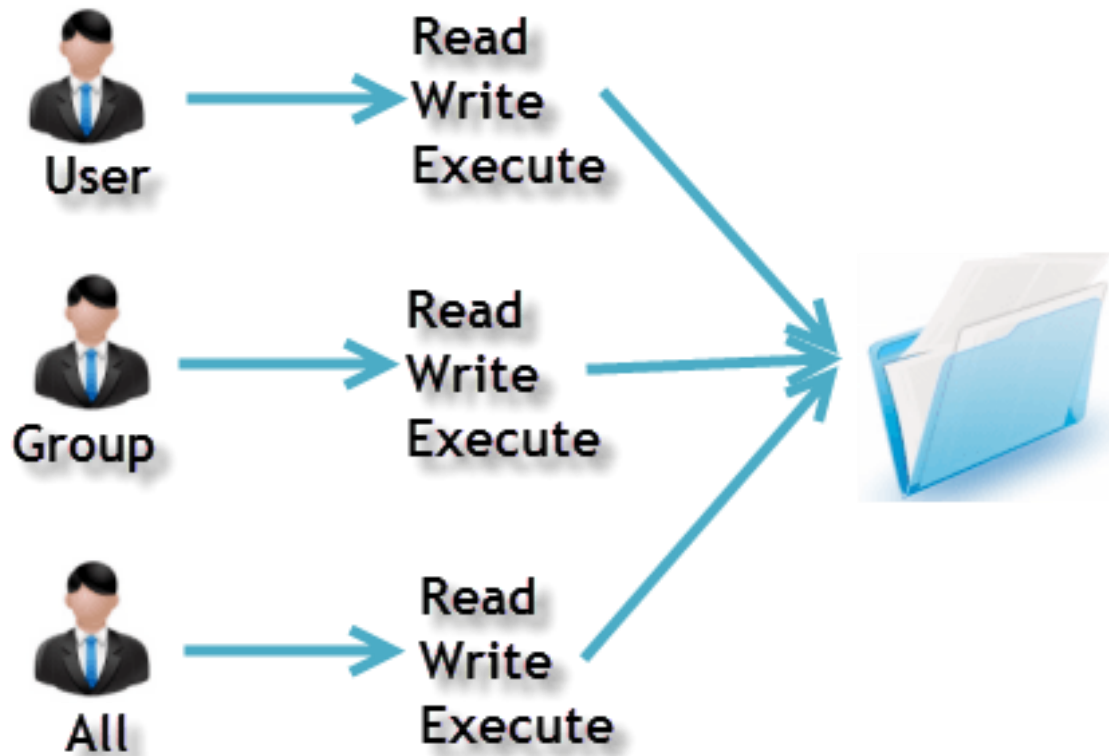 User
Read
Write
Execute
Group
Read
Write
Execute
All
Read
Write
Execute